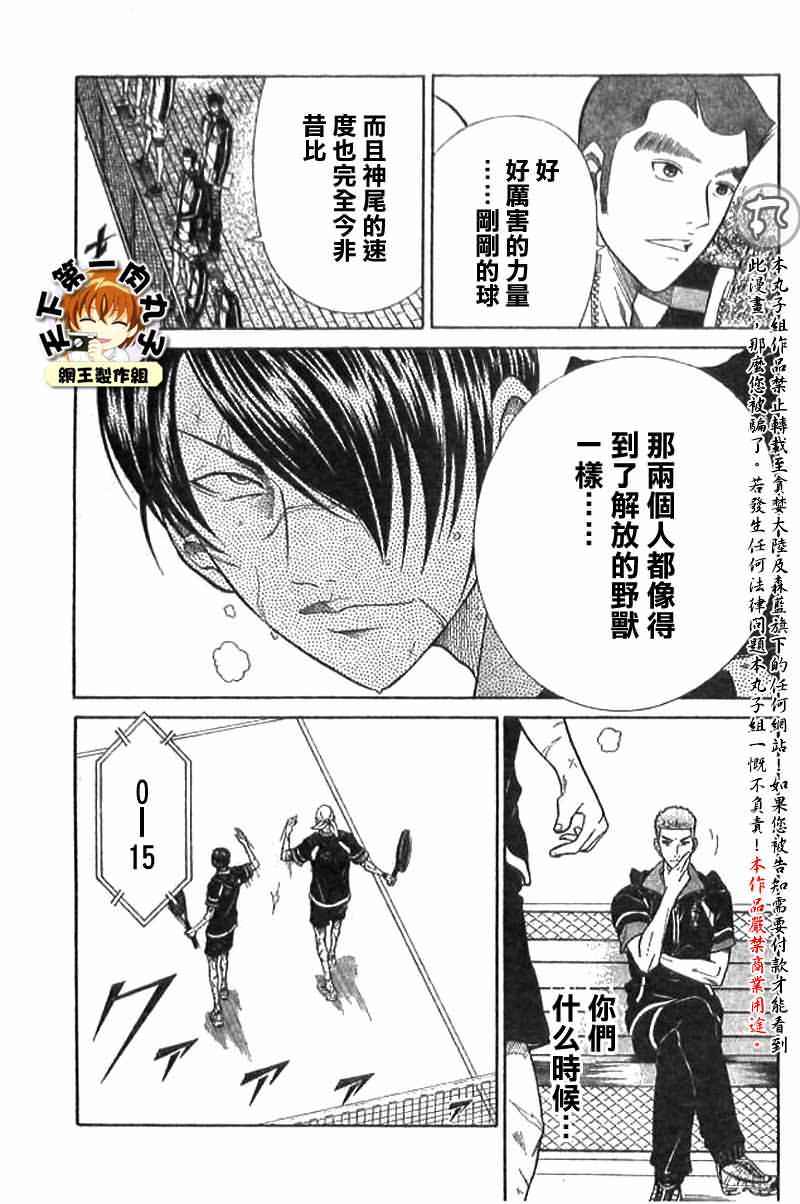 好
好厲害的力量
……剛剛的球
而且神尾的速
度也完全今非
昔比
天下第一肉丸子
網王製作組
丸
那兩個人都像得
到了解放的野獸
一樣……
0—15
你們
什么時候…
ク
ァァァ
本丸子組作品禁止轉載至貪婪大陸及森藍旗下的任何網站！如果您被告知需要付款才能看到
此漫畫，那麼您被騙了。若發生任何法律問題本丸子組一慨不負責！本作品嚴禁商業用途。